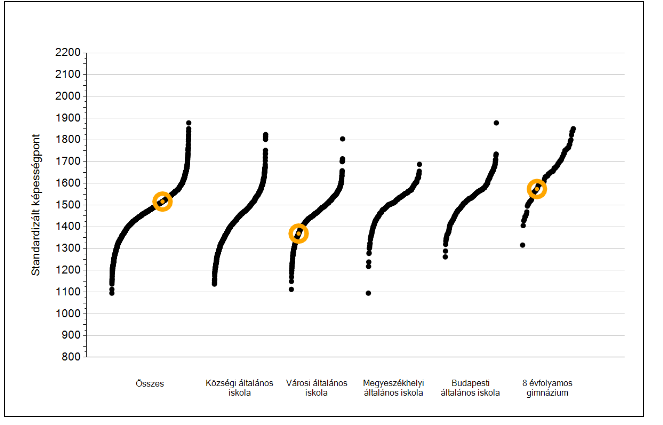 2200
2100
2000
1900
1800
1700
1600
1500
1400
1300
1200
1100
1000
900
800
Standardizált képességpont
Összes
Községi általános
iskola
Városi általános
iskola
Megyeszékhelyi
általános iskola
Budapesti
általános iskola
8 évfolyamos
gimnázium